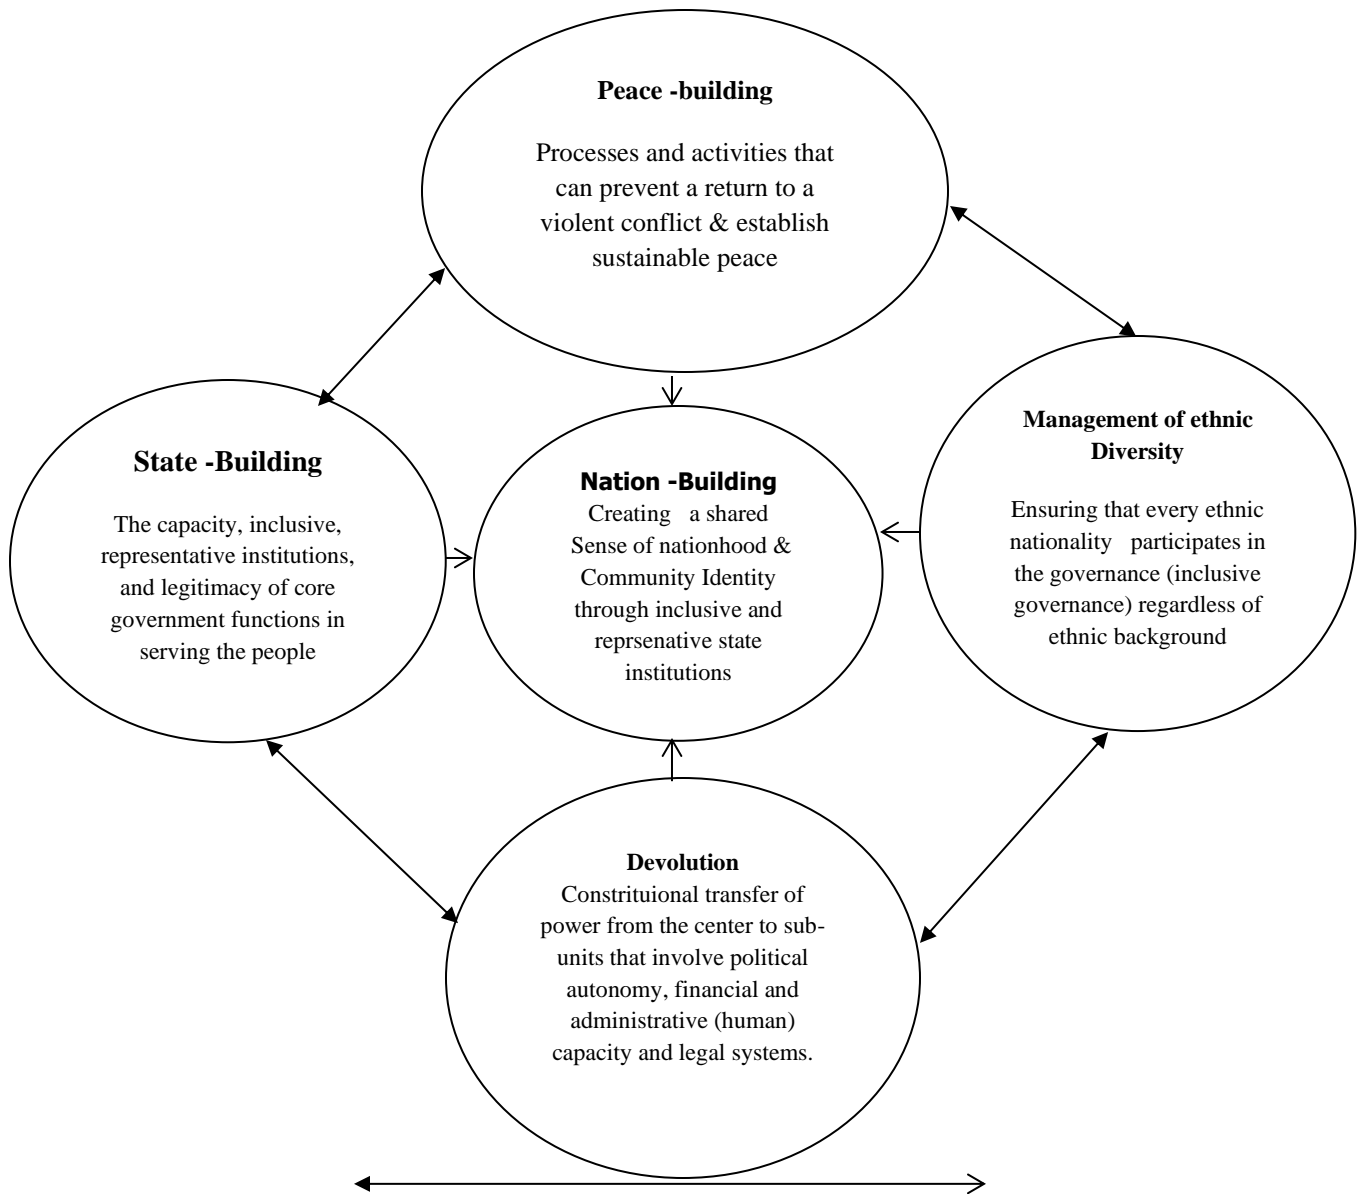 Peace -building
Processes and activities that
can prevent a return to a
violent conflict & establish
sustainable peace
State -Building
The capacity, inclusive,
representative institutions,
and legitimacy of core
government functions in
serving the people
Nation -Building
Creating a shared
Sense of nationhood &
Community Identity
through inclusive and
reprsenative state
institutions
Management of ethnic
Diversity
Ensuring that every ethnic
nationality participates in
the governance (inclusive
governance) regardless of
ethnic background
Devolution
Constrituional transfer of
power from the center to sub-
units that involve political
autonomy, financial and
administrative (human)
capacity and legal systems.